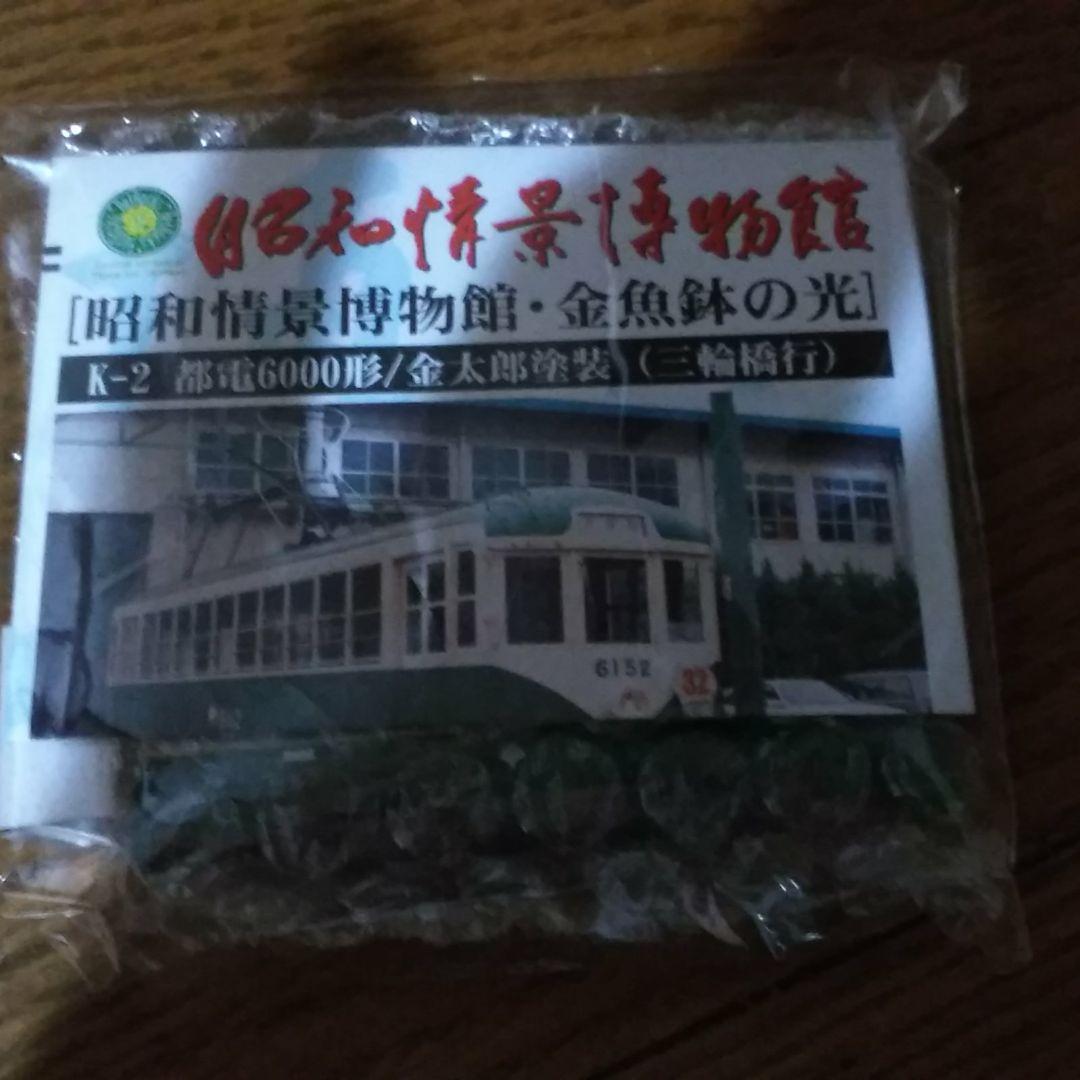 昭和情景博物館
[昭和情景博物館・金魚鉢の光]
K-2 都電6000形/金太郎塗装（三輪橋行）
6152
32